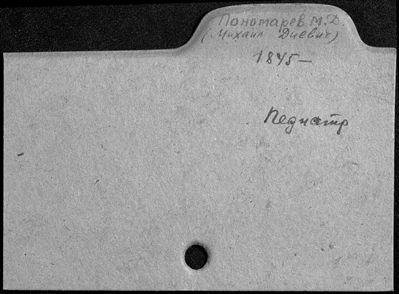 Пономарев М.Д.
(Михаил Диевич)
1845—
Педиатр